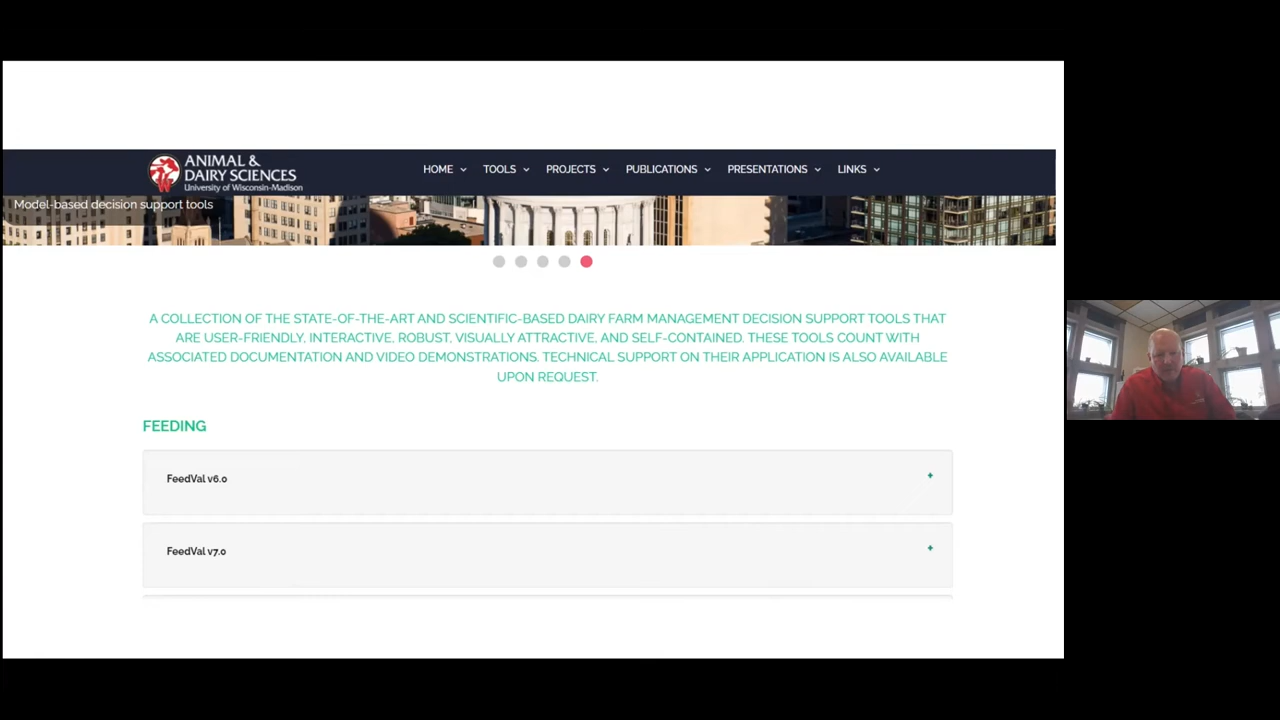 ANIMAL &
DAIRY SCIENCES
University of Wisconsin-Madison
HOME TOOLS PROJECTS PUBLICATIONS PRESENTATIONS LINKS
Model-based decision support tools
A COLLECTION OF THE STATE-OF-THE-ART AND SCIENTIFIC-BASED DAIRY FARM MANAGEMENT DECISION SUPPORT TOOLS THAT
ARE USER-FRIENDLY, INTERACTIVE, ROBUST, VISUALLY ATTRACTIVE, AND SELF-CONTAINED. THESE TOOLS COUNT WITH
ASSOCIATED DOCUMENTATION AND VIDEO DEMONSTRATIONS. TECHNICAL SUPPORT ON THEIR APPLICATION IS ALSO AVAILABLE
UPON REQUEST.
FEEDING
FeedVal v6.0 +
FeedVal v7.0 +